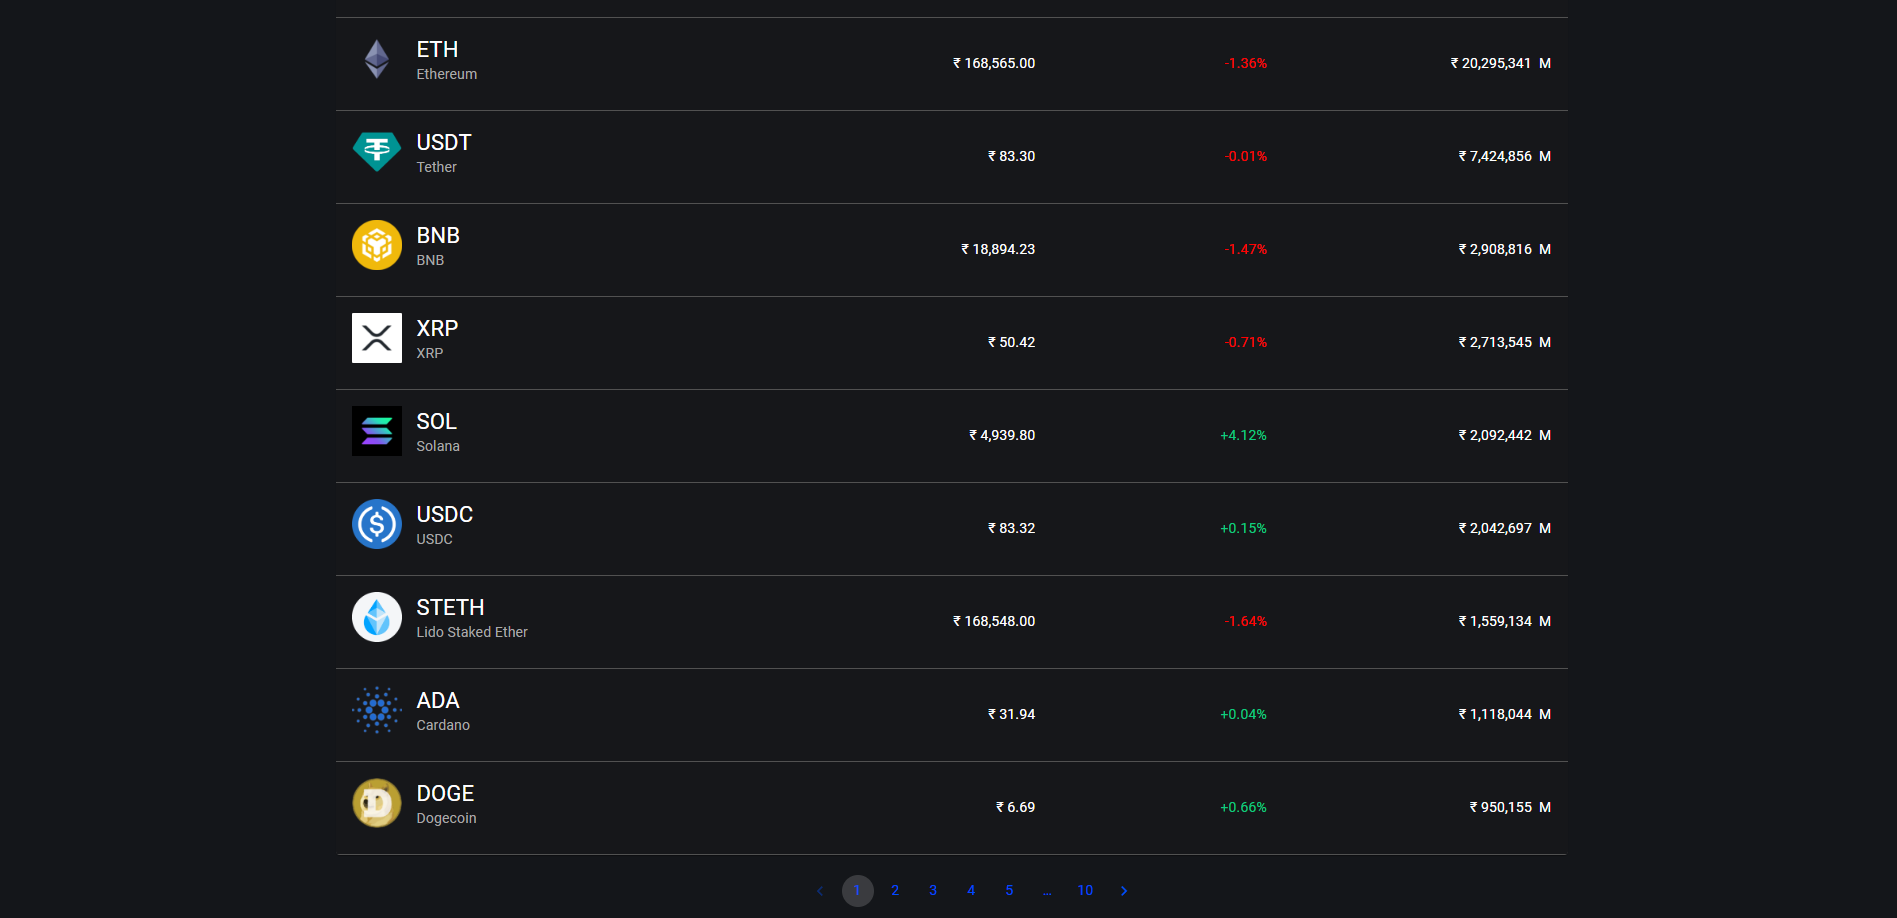 ETH
Ethereum
₹ 168,565.00
-1.36%
₹ 20,295,341 M
USDT
Tether
₹ 83.30
-0.01%
₹ 7,424,856 M
BNB
BNB
₹ 18,894.23
-1.47%
₹ 2,908,816 M
XRP
XRP
₹ 50.42
-0.71%
₹ 2,713,545 M
SOL
Solana
₹ 4,939.80
+4.12%
₹ 2,092,442 M
USDC
USDC
₹ 83.32
+0.15%
₹ 2,042,697 M
STETH
Lido Staked Ether
₹ 168,548.00
-1.64%
₹ 1,559,134 M
ADA
Cardano
₹ 31.94
+0.04%
₹ 1,118,044 M
DOGE
Dogecoin
₹ 6.69
+0.66%
₹ 950,155 M
‹ 1 2 3 4 5 … 10 ›